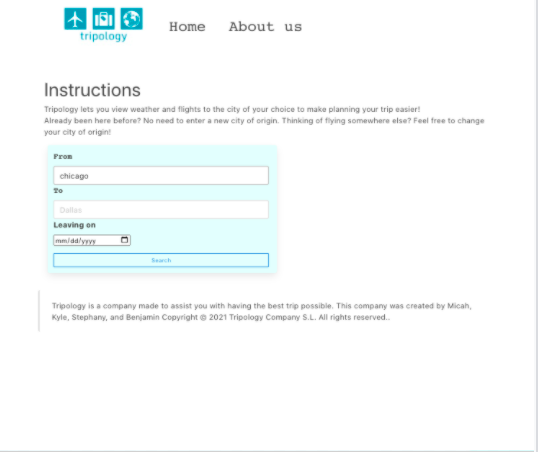 tripology
Home About us
Instructions
Tripology lets you view weather and flights to the city of your choice to make planning your trip easier!
Already been here before? No need to enter a new city of origin. Thinking of flying somewhere else? Feel free to change
your city of origin!
From
chicago
To
Dallas
Leaving on
mm/dd/yyyy
Search
Tripology is a company made to assist you with having the best trip possible. This company was created by Micah,
Kyle, Stephany, and Benjamin Copyright © 2021 Tripology Company S.L. All rights reserved..